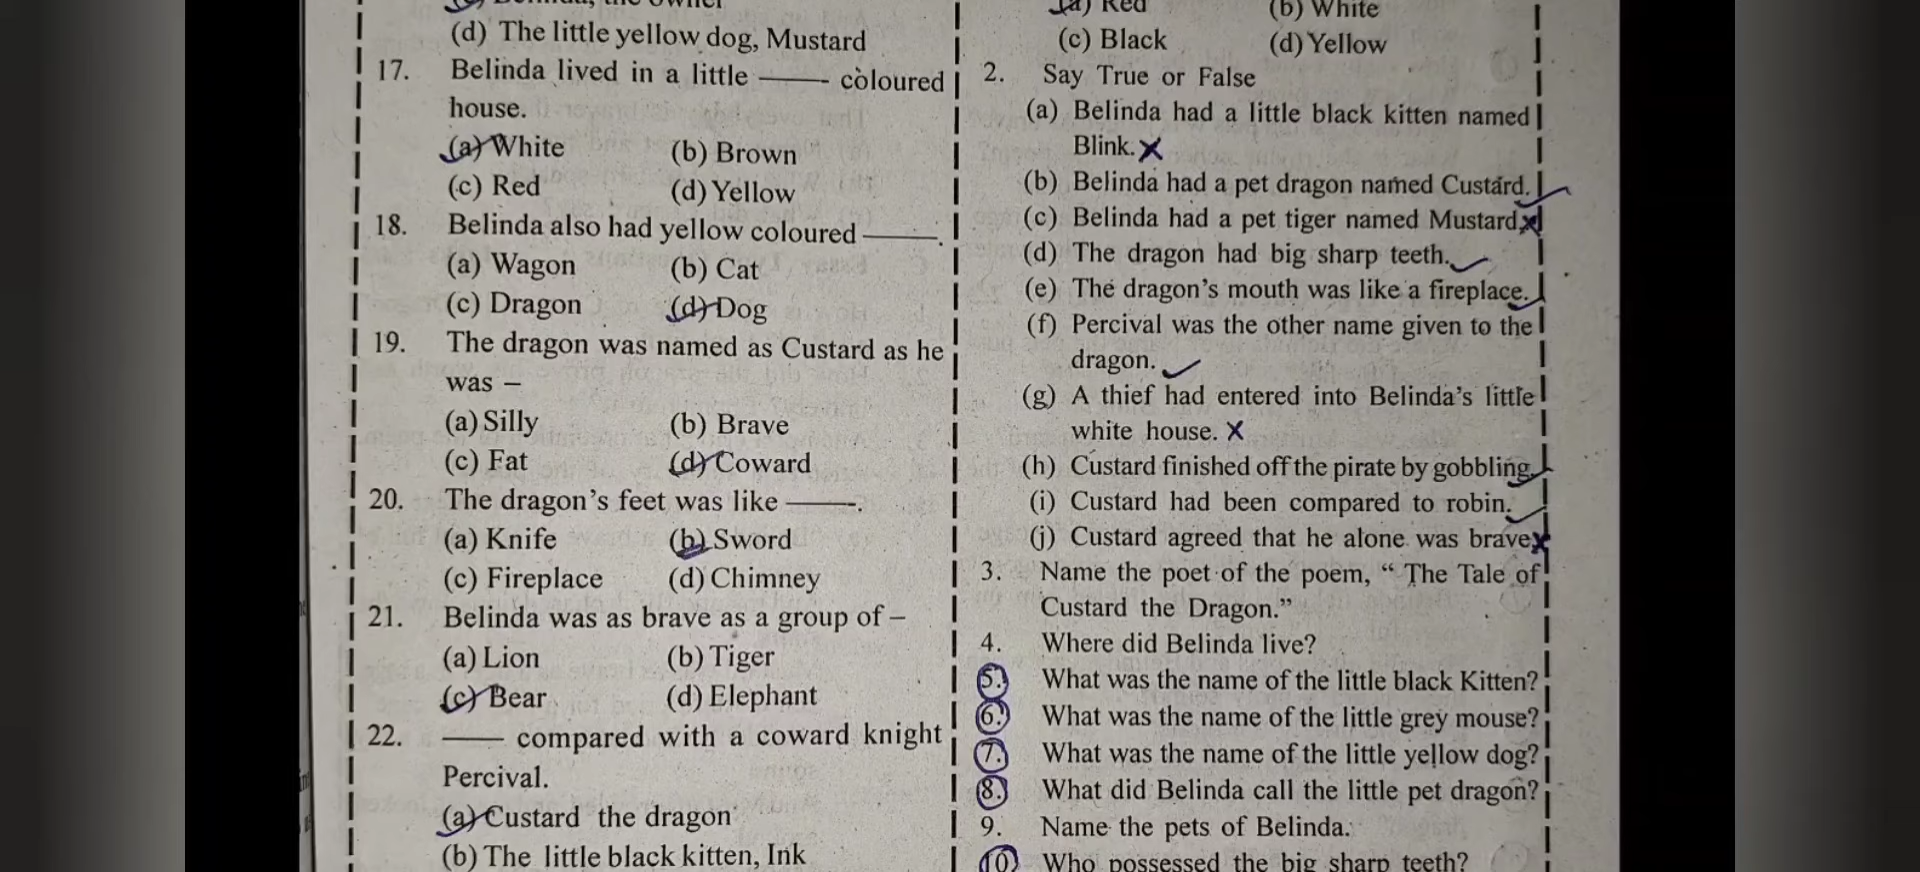 (d) The little yellow dog, Mustard
17. Belinda lived in a little —— coloured
house.
(a) White (b) Brown
(c) Red (d) Yellow
18. Belinda also had yellow coloured ——.
(a) Wagon (b) Cat
(c) Dragon (d) Dog
19. The dragon was named as Custard as he
was –
(a) Silly (b) Brave
(c) Fat (d) Coward
20. The dragon's feet was like ——.
(a) Knife (b) Sword
(c) Fireplace (d) Chimney
21. Belinda was as brave as a group of –
(a) Lion (b) Tiger
(c) Bear (d) Elephant
22. —— compared with a coward knight
Percival.
(a) Custard the dragon
(b) The little black kitten, Ink
(a) Red (b) White
(c) Black (d) Yellow
2. Say True or False
(a) Belinda had a little black kitten named
Blink.
(b) Belinda had a pet dragon named Custard.
(c) Belinda had a pet tiger named Mustard
(d) The dragon had big sharp teeth.
(e) The dragon's mouth was like a fireplace.
(f) Percival was the other name given to the
dragon.
(g) A thief had entered into Belinda's little
white house.
(h) Custard finished off the pirate by gobbling.
(i) Custard had been compared to robin.
(j) Custard agreed that he alone was brave
3. Name the poet of the poem, “ The Tale of
Custard the Dragon.”
4. Where did Belinda live?
5. What was the name of the little black Kitten?
6. What was the name of the little grey mouse?
7. What was the name of the little yellow dog?
8. What did Belinda call the little pet dragon?
9. Name the pets of Belinda.
10 Who possessed the big sharp teeth?